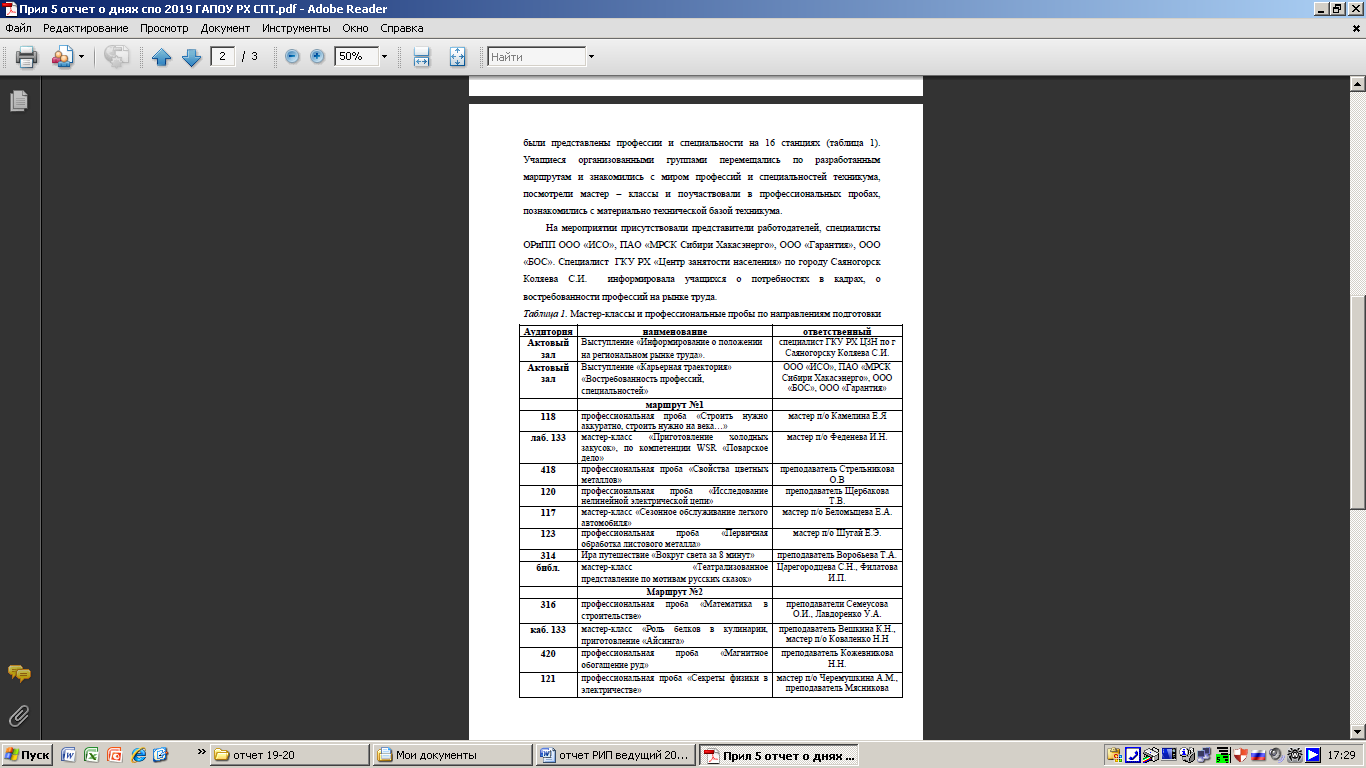 Прил 5 отчет о днях спо 2019 ГАПОУ РХ СПТ.pdf - Adobe Reader
Файл Редактирование Просмотр Документ Инструменты Окно Справка
2 / 3 50% Найти
были представлены профессии и специальности на 16 станциях (таблица 1).
Учащиеся организованными группами перемещались по разработанным
маршрутам и знакомились с миром профессий и специальностей техникума,
посмотрели мастер – классы и поучаствовали в профессиональных пробах,
познакомились с материально технической базой техникума.
На мероприятии присутствовали представители работодателей, специалисты
ОРиПП ООО «ИСО», ПАО «МРСК Сибири Хакасэнерго», ООО «Гарантия», ООО
«БОС». Специалист ГКУ РХ «Центр занятости населения» по городу Саяногорск
Коляева С.И. информировала учащихся о потребностях в кадрах, о
востребованности профессий на рынке труда.
Таблица 1. Мастер-классы и профессиональные пробы по направлениям подготовки
Аудитория наименование ответственный
Актовый зал Выступление «Информирование о положении специалист ГКУ РХ ЦЗН по г
на региональном рынке труда». Саяногорску Коляева С.И.
Актовый зал Выступление «Карьерная траектория» ООО «ИСО», ПАО «МРСК
«Востребованность профессий, Сибири Хакасэнерго», ООО
специальностей» «БОС», ООО «Гарантия»
маршрут №1
118 профессиональная проба «Строить нужно мастер п/о Камелина Е.Я
аккуратно, строить нужно на века…»
лаб. 133 мастер-класс «Приготовление холодных мастер п/о Феденева И.Н.
закусок», по компетенции WSR «Поварское
дело»
418 профессиональная проба «Свойства цветных преподаватель Стрельникова
металлов» О.В
120 профессиональная проба «Исследование преподаватель Щербакова
нелинейной электрической цепи» Т.В.
117 мастер-класс «Сезонное обслуживание легкого мастер п/о Беломыцева Е.А.
автомобиля»
123 профессиональная проба «Первичная мастер п/о Шугай Е.Э.
обработка листового металла»
314 Ира путешествие «Вокруг света за 8 минут» преподаватель Воробьева Т.А.
библ. мастер-класс «Театрализованное Царегородцева С.Н., Филатова
представление по мотивам русских сказок» И.П.
Маршрут №2
316 профессиональная проба «Математика в преподаватели Семеусова
строительстве» О.И., Лавдоренко У.А.
каб. 133 мастер-класс «Роль белков в кулинарии, преподаватель Вешкина К.Н.,
приготовление «Айсинга» мастер п/о Коваленко Н.Н
420 профессиональная проба «Магнитное преподаватель Кожевникова
обогащение руд» Н.Н.
121 профессиональная проба «Секреты физики в мастер п/о Черемушкина А.М.,
электричестве» преподаватель Мясникова
Пуск » отчет 19-20 Мои документы отчет РИП ведущий 20... Прил 5 отчет о днях ... 17:29